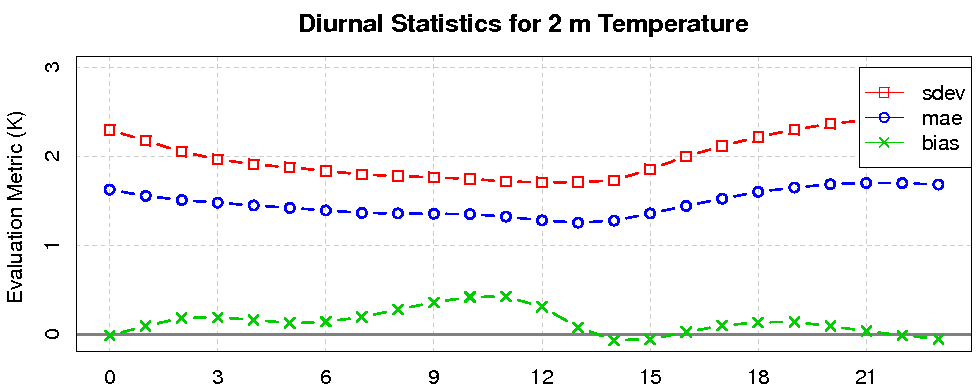 Diurnal Statistics for 2 m Temperature
Evaluation Metric (K)
3
2
1
0
sdev
mae
bias
0 3 6 9 12 15 18 21